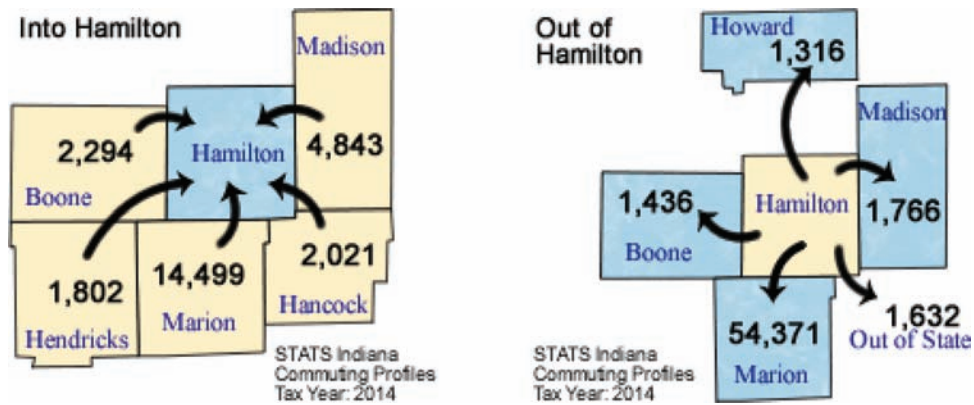 Into Hamilton
Madison
4,843
2,294
Boone
Hamilton
1,802
Hendricks
14,499
Marion
2,021
Hancock
STATS Indiana
Commuting Profiles
Tax Year: 2014
Out of
Hamilton
Howard
1,316
Madison
1,766
1,436
Boone
Hamilton
54,371
Marion
1,632
Out of State
STATS Indiana
Commuting Profiles
Tax Year: 2014